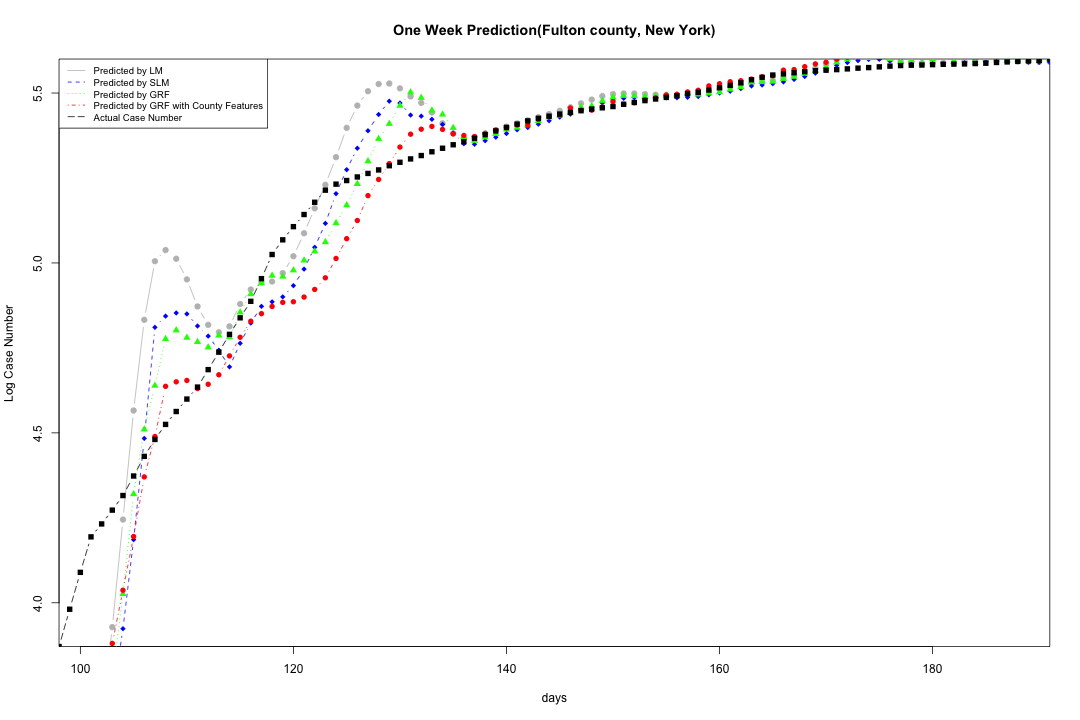 One Week Prediction(Fulton county, New York)
Predicted by LM
Predicted by SLM
Predicted by GRF
Predicted by GRF with County Features
Actual Case Number
5.5
5.0
4.5
4.0
Log Case Number
100 120 140 160 180
days